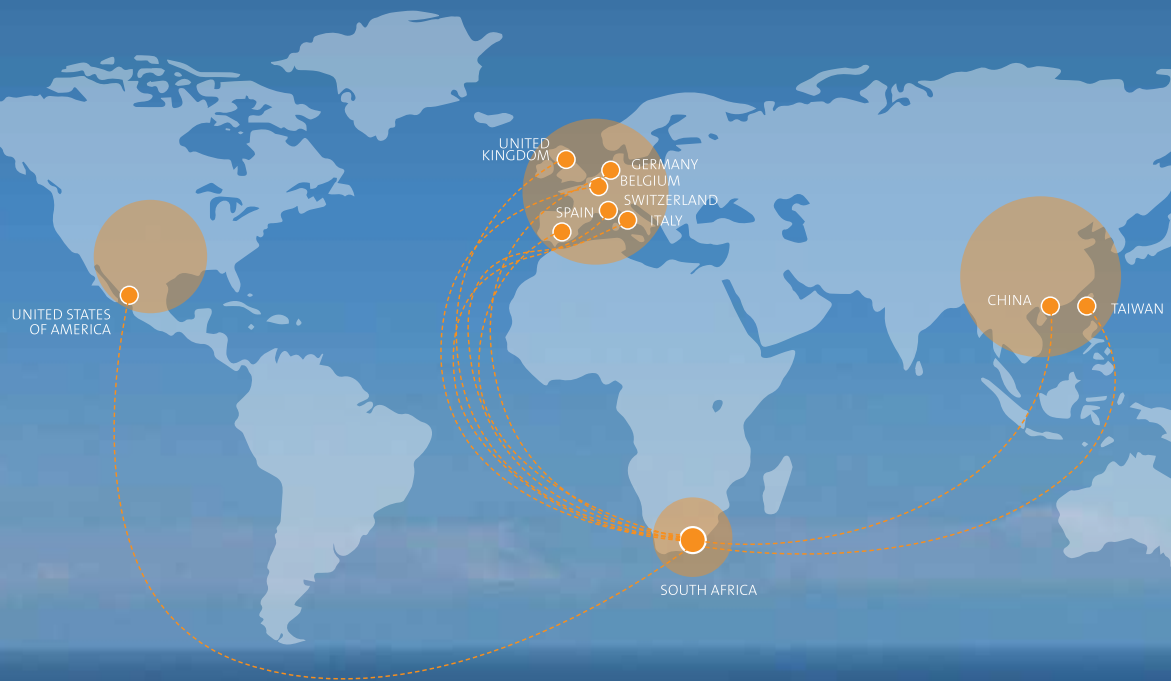 UNITED
KINGDOM
GERMANY
BELGIUM
SWITZERLAND
SPAIN
ITALY
UNITED STATES
OF AMERICA
CHINA
TAIWAN
SOUTH AFRICA